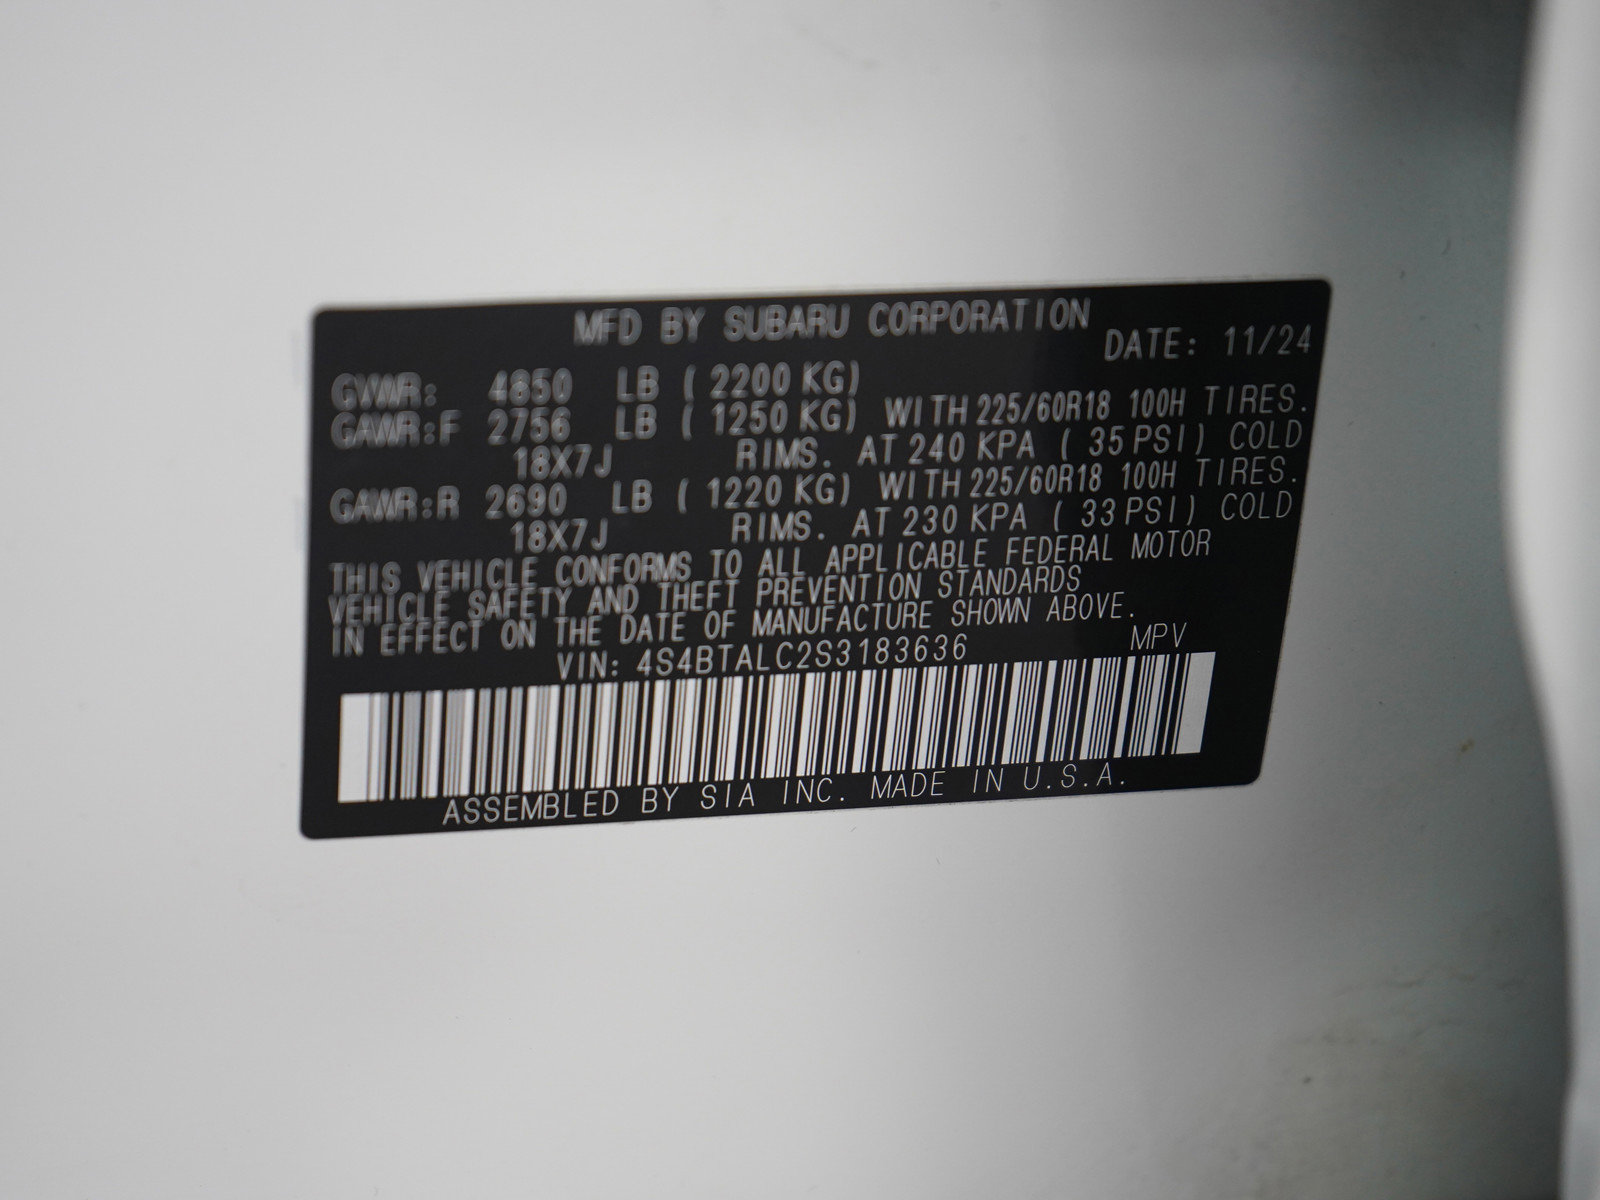 MFD BY SUBARU CORPORATION
DATE: 11/24
GVWR: 4850 LB ( 2200 KG)
GAWR:F 2756 LB ( 1250 KG) WITH 225/60R18 100H TIRES.
18X7J RIMS. AT 240 KPA ( 35 PSI) COLD
GAWR:R 2690 LB ( 1220 KG) WITH 225/60R18 100H TIRES.
18X7J RIMS. AT 230 KPA ( 33 PSI) COLD
THIS VEHICLE CONFORMS TO ALL APPLICABLE FEDERAL MOTOR
VEHICLE SAFETY AND THEFT PREVENTION STANDARDS
IN EFFECT ON THE DATE OF MANUFACTURE SHOWN ABOVE.
VIN: 4S4BTALC2S3183636 MPV
ASSEMBLED BY SIA INC. MADE IN U.S.A.